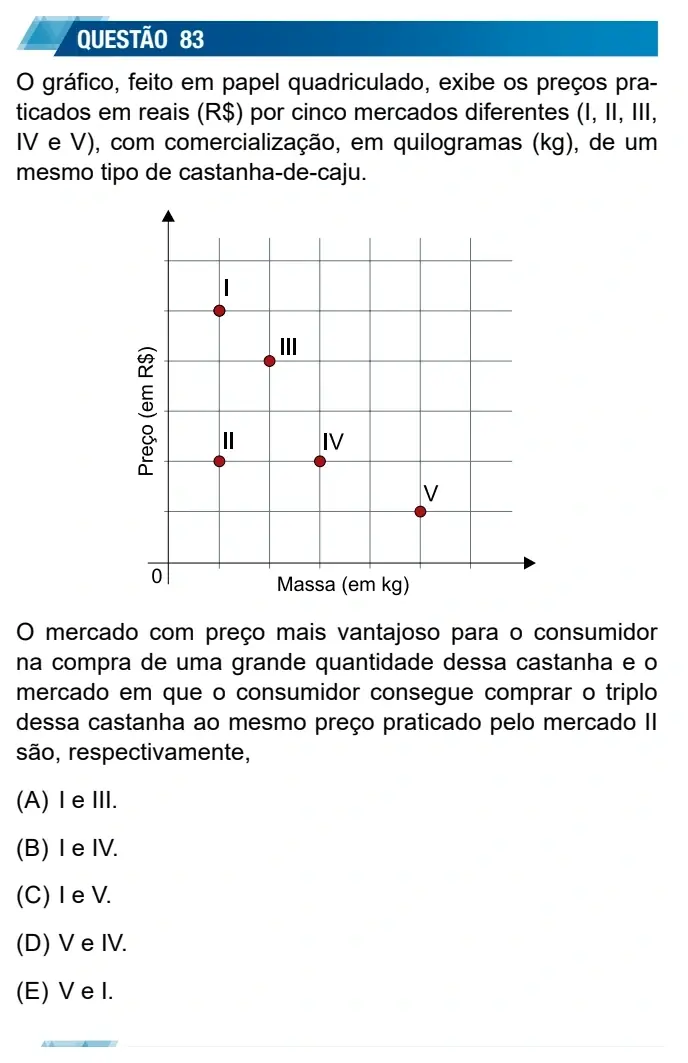 QUESTÃO 83
O gráfico, feito em papel quadriculado, exibe os preços pra-
ticados em reais (R$) por cinco mercados diferentes (I, II, III,
IV e V), com comercialização, em quilogramas (kg), de um
mesmo tipo de castanha-de-caju.
I
III
II
IV
V
Preço (em R$)
0
Massa (em kg)
O mercado com preço mais vantajoso para o consumidor
na compra de uma grande quantidade dessa castanha e o
mercado em que o consumidor consegue comprar o triplo
dessa castanha ao mesmo preço praticado pelo mercado II
são, respectivamente,
(A) I e III.
(B) I e IV.
(C) I e V.
(D) V e IV.
(E) V e I.